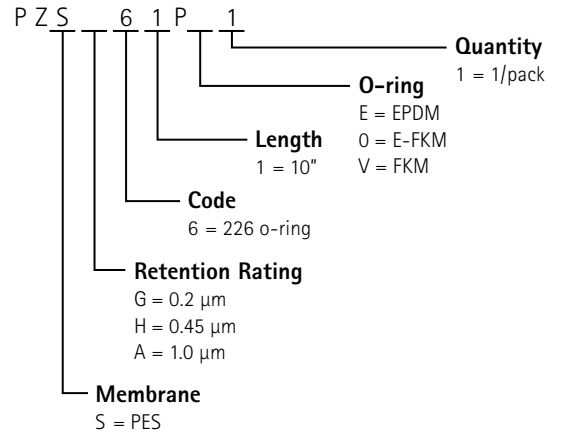 P Z S _ 6 1 P _ 1
Quantity
1 = 1/pack
O-ring
E = EPDM
0 = E-FKM
V = FKM
Length
1 = 10"
Code
6 = 226 o-ring
Retention Rating
G = 0.2 µm
H = 0.45 µm
A = 1.0 µm
Membrane
S = PES